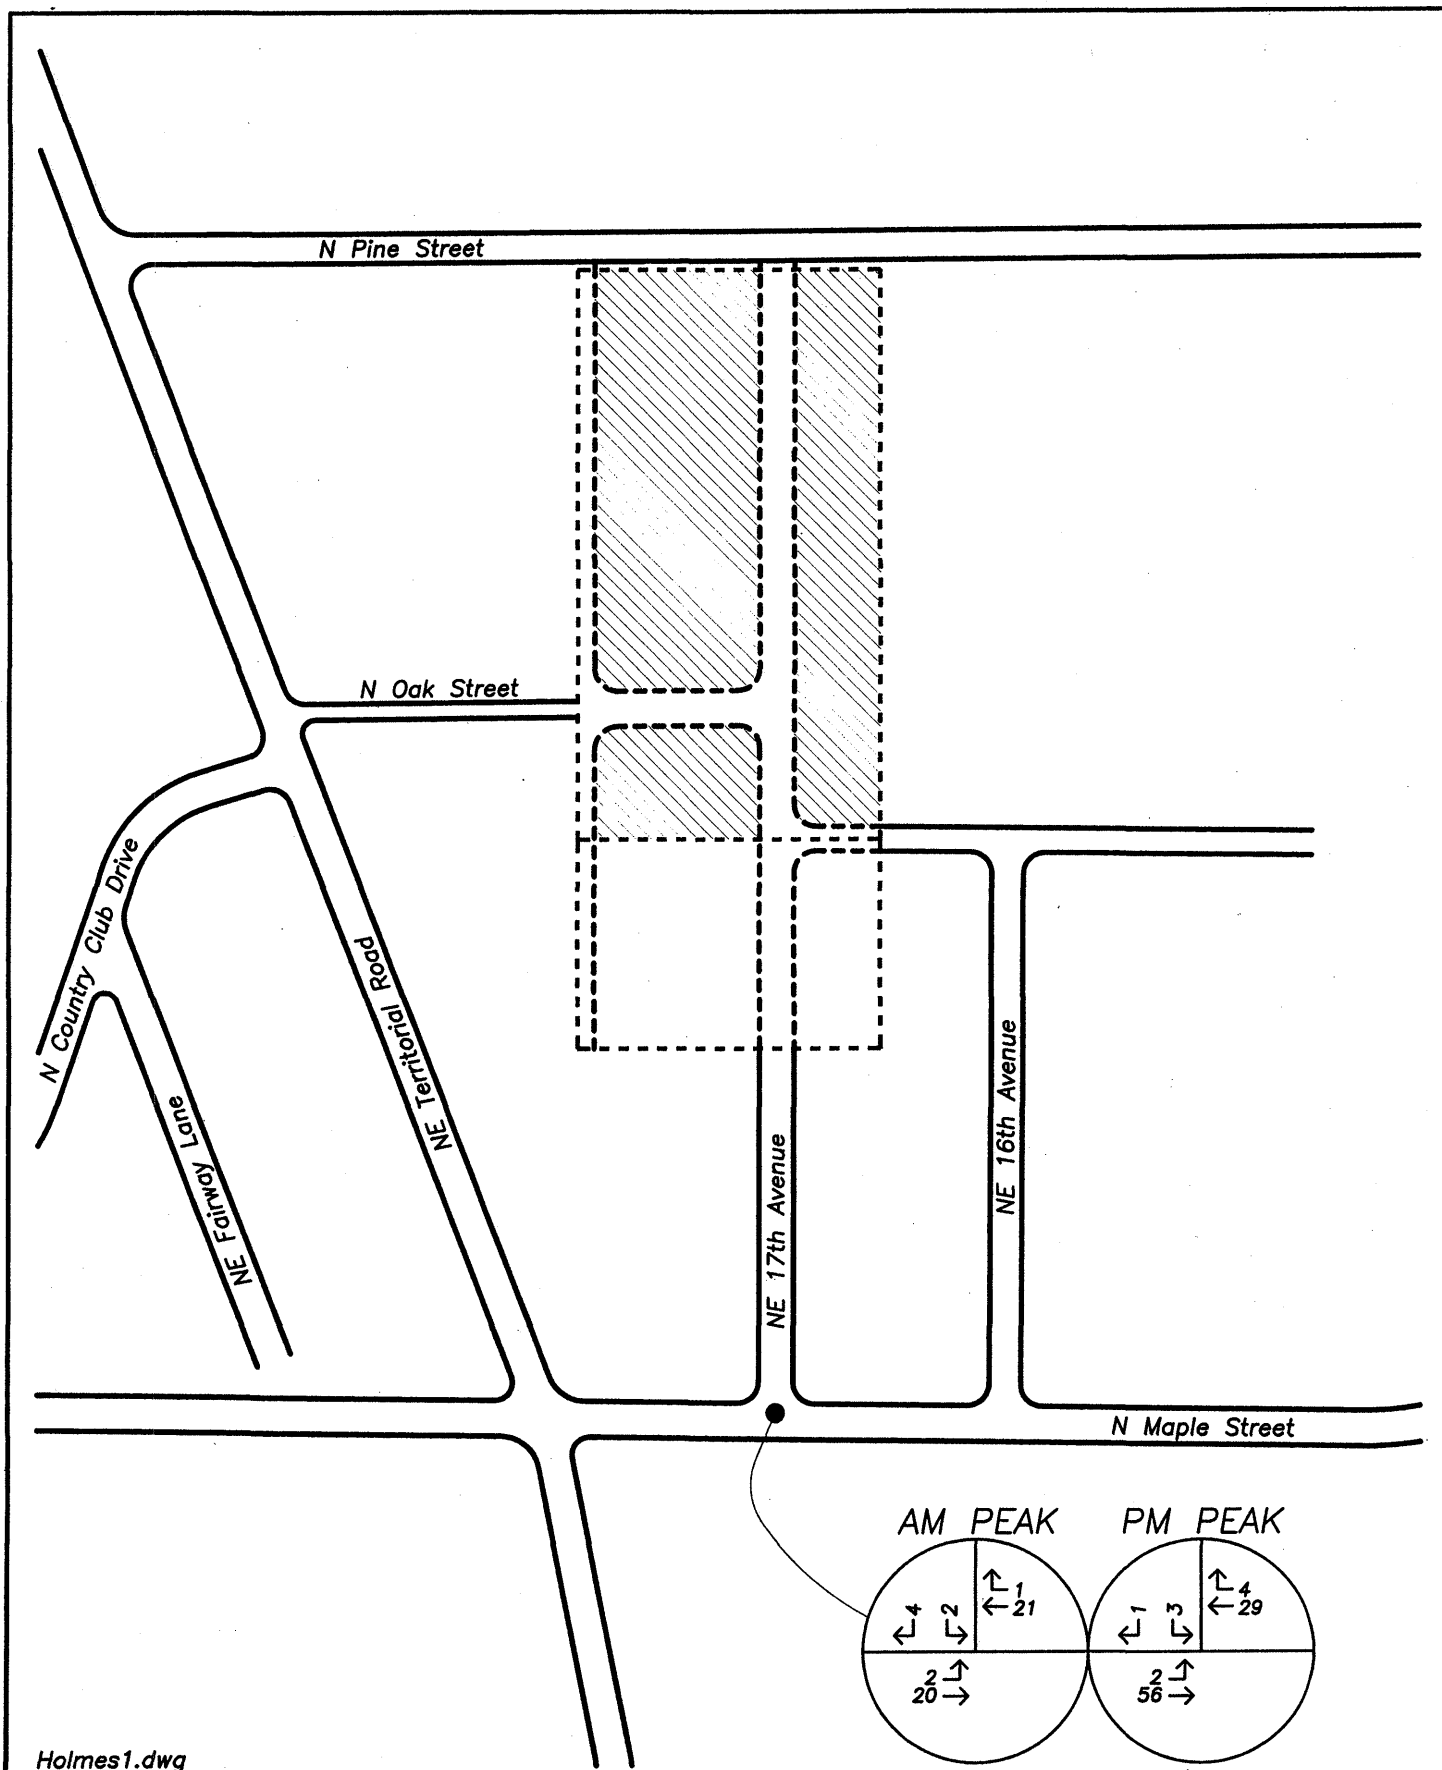 N Pine Street
N Oak Street
N Country Club Drive
NE Territorial Road
NE Fairway Lane
NE 17th Avenue
NE 16th Avenue
N Maple Street
AM PEAK
PM PEAK
4
2
1
21
2
20
1
3
4
29
2
56
Holmes1.dwg